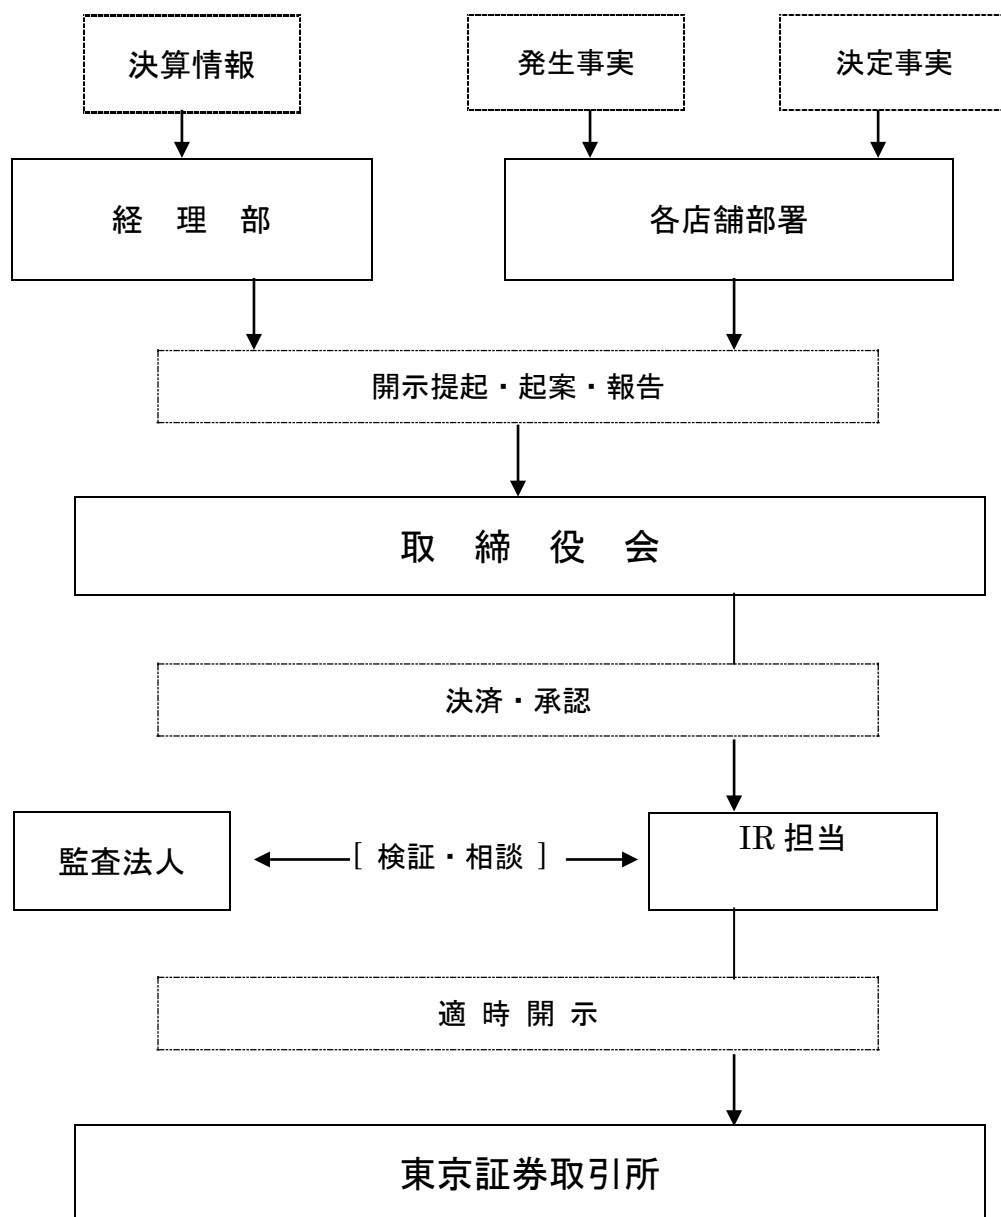 決算情報
発生事実
決定事実
経 理 部
各店舗部署
開示提起・起案・報告
取 締 役 会
決済・承認
監査法人
[ 検証・相談 ]
IR 担当
適 時 開 示
東京証券取引所